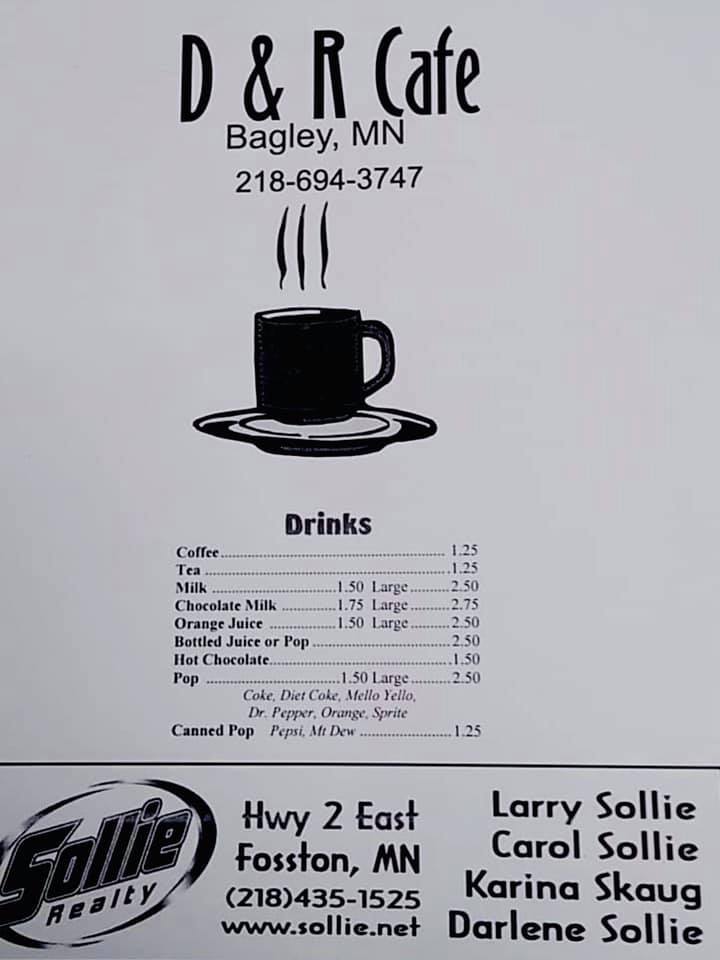 D & R Cafe
Bagley, MN
218-694-3747
Drinks
Coffee................................................................ 1.25
Tea .....................................................................1.25
Milk ...................................1.50 Large...........2.50
Chocolate Milk ...............1.75 Large...........2.75
Orange Juice ...................1.50 Large...........2.50
Bottled Juice or Pop .......................................2.50
Hot Chocolate...................................................1.50
Pop ......................................1.50 Large...........2.50
Coke, Diet Coke, Mello Yello,
Dr. Pepper, Orange, Sprite
Canned Pop Pepsi, Mt Dew ..........................1.25
Sollie
Realty
Hwy 2 East
Fosston, MN
(218)435-1525
www.sollie.net
Larry Sollie
Carol Sollie
Karina Skaug
Darlene Sollie